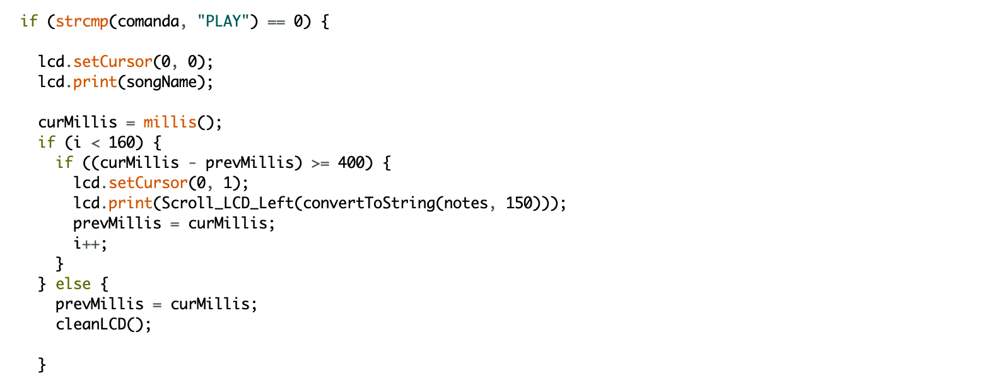 if (strcmp(comanda, "PLAY") == 0) {
lcd.setCursor(0, 0);
lcd.print(songName);
curMillis = millis();
if (i < 160) {
if ((curMillis - prevMillis) >= 400) {
lcd.setCursor(0, 1);
lcd.print(Scroll_LCD_Left(convertToString(notes, 150)));
prevMillis = curMillis;
i++;
}
} else {
prevMillis = curMillis;
cleanLCD();
}